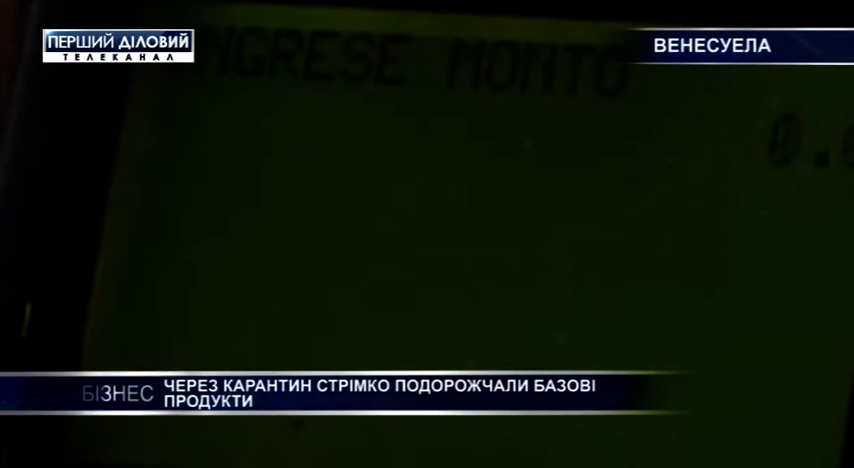 ПЕРШИЙ ДІЛОВИЙ
ТЕЛЕКАНАЛ
ВЕНЕСУЕЛА
INGRESE MONTO
БІЗНЕС
ЧЕРЕЗ КАРАНТИН СТРІМКО ПОДОРОЖЧАЛИ БАЗОВІ
ПРОДУКТИ